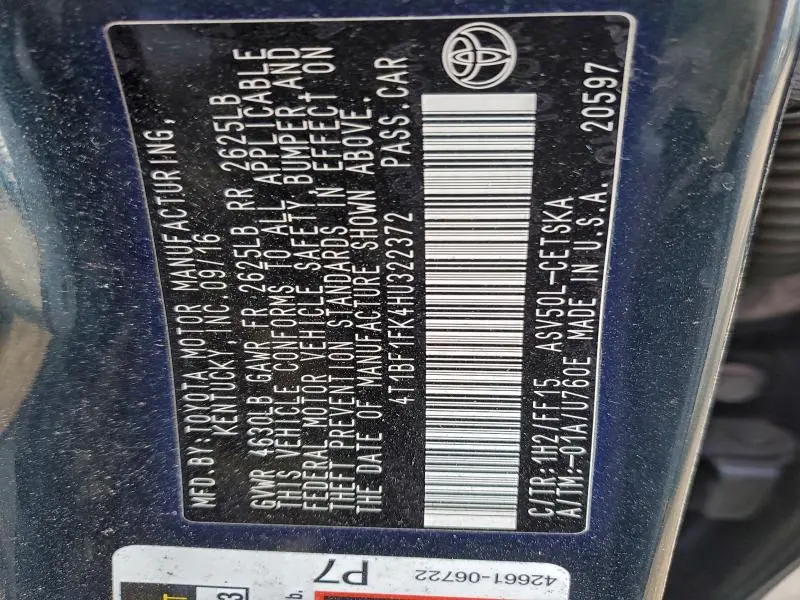 MFD. BY: TOYOTA MOTOR MANUFACTURING,
KENTUCKY, INC. 09/16
GVWR 4630LB GAWR FR 2625LB RR 2625LB
THIS VEHICLE CONFORMS TO ALL APPLICABLE
FEDERAL MOTOR VEHICLE SAFETY BUMPER, AND
THEFT PREVENTION STANDARDS IN EFFECT ON
THE DATE OF MANUFACTURE SHOWN ABOVE.
4T1BF1FK4HU322372 PASS.CAR
C/TR: 1H2/FF15 ASV50L-CETSKA
A/TM:-01A/U760E MADE IN U.S.A. 20597
P7
42661-06722